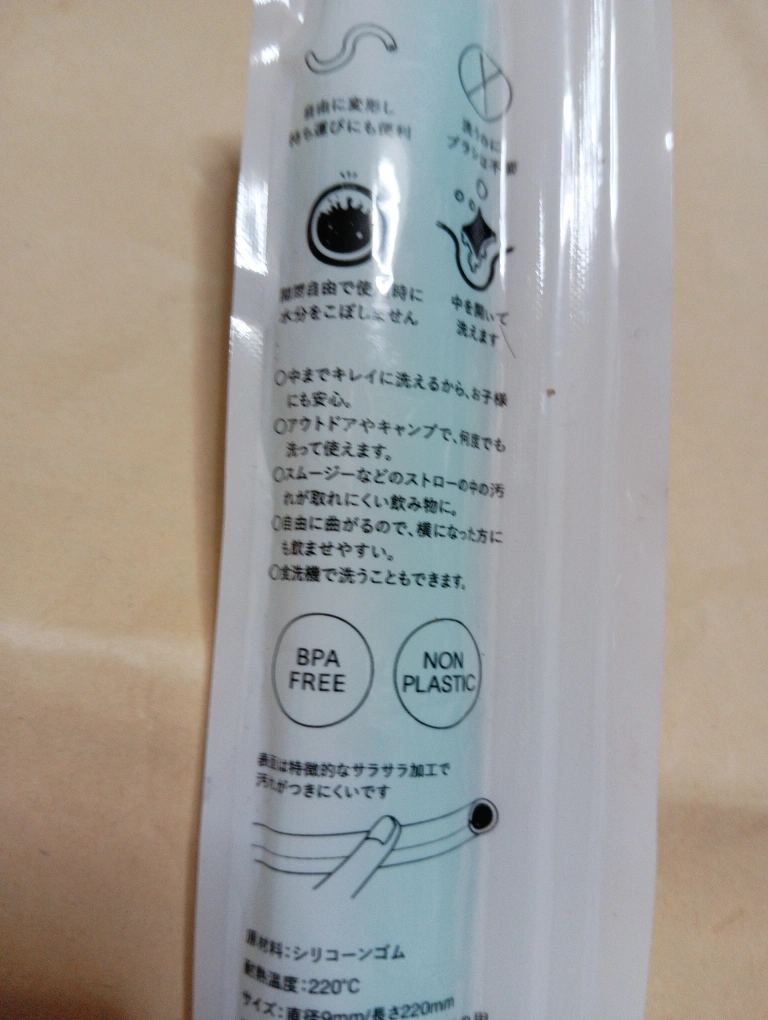 自由に変形し
持ち運びにも便利
洗うのに
ブラシは不要
開閉自由で使用時に
水分をこぼしません
中を開いて
洗えます
○中までキレイに洗えるから、お子様
にも安心。
○アウトドアやキャンプで、何度でも
洗って使えます。
○スムージーなどのストローの中の汚
れが取れにくい飲み物に。
○自由に曲がるので、横になった方に
も飲ませやすい。
○食洗機で洗うこともできます。
BPA
FREE
NON
PLASTIC
表面は特徴的なサラサラ加工で
汚れがつきにくいです
原材料:シリコーンゴム
耐熱温度:220℃
サイズ:直径9mm/長さ220mm